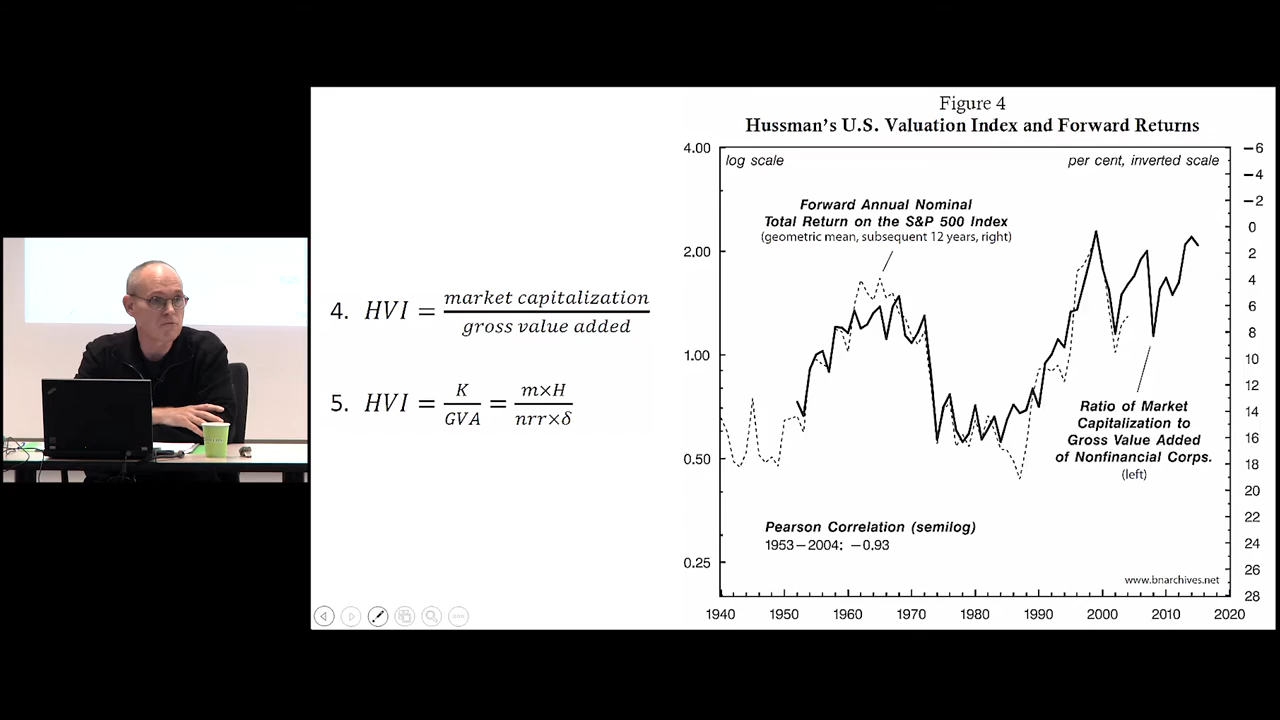 4. HVI = market capitalization / gross value added
5. HVI = K / GVA = m×H / nrr×δ
Figure 4
Hussman's U.S. Valuation Index and Forward Returns
log scale
per cent, inverted scale
Forward Annual Nominal
Total Return on the S&P 500 Index
(geometric mean, subsequent 12 years, right)
Ratio of Market
Capitalization to
Gross Value Added
of Nonfinancial Corps.
(left)
Pearson Correlation (semilog)
1953–2004: –0.93
www.bnarchives.net
4.00
2.00
1.00
0.50
0.25
-6
-4
-2
0
2
4
6
8
10
12
14
16
18
20
22
24
26
28
1940 1950 1960 1970 1980 1990 2000 2010 2020